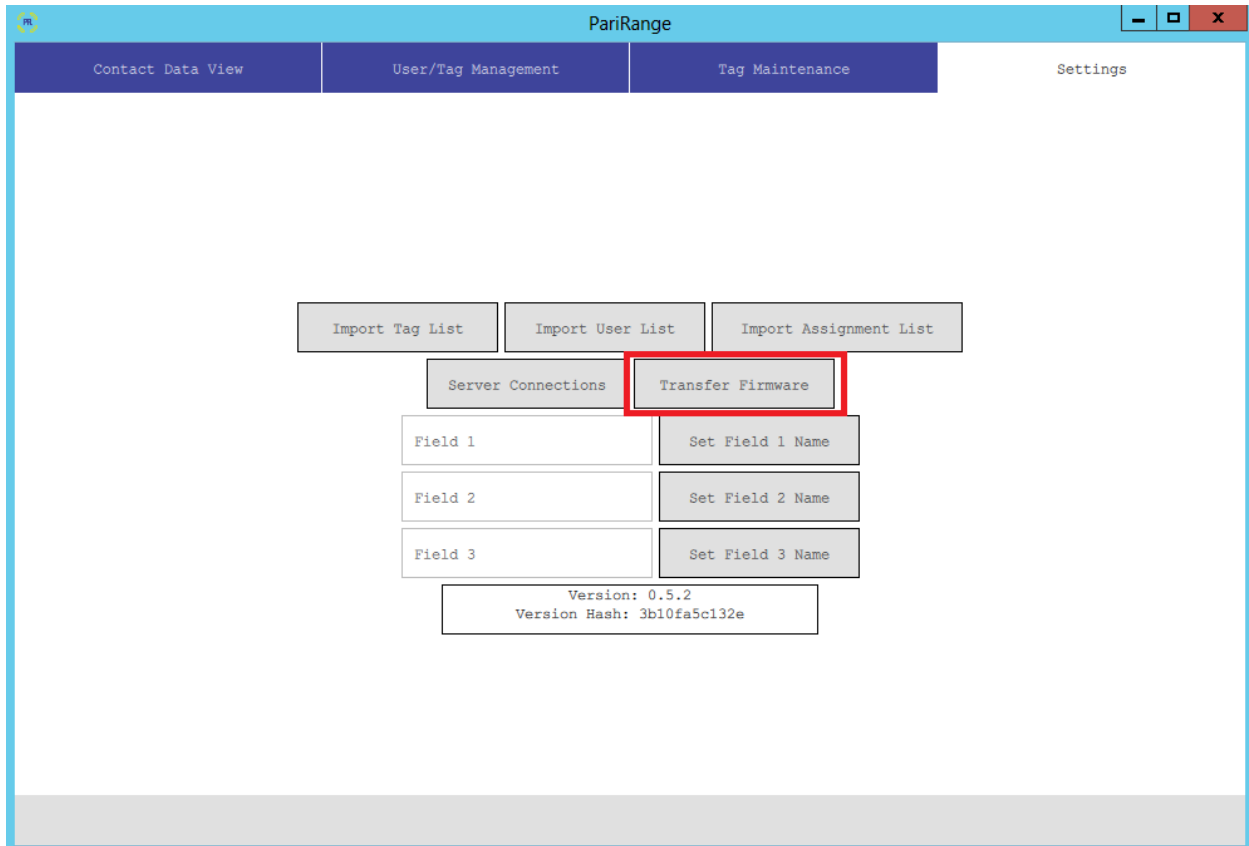 PRL PariRange
Contact Data View User/Tag Management Tag Maintenance Settings
Import Tag List Import User List Import Assignment List
Server Connections Transfer Firmware
Field 1 Set Field 1 Name
Field 2 Set Field 2 Name
Field 3 Set Field 3 Name
Version: 0.5.2
Version Hash: 3b10fa5c132e